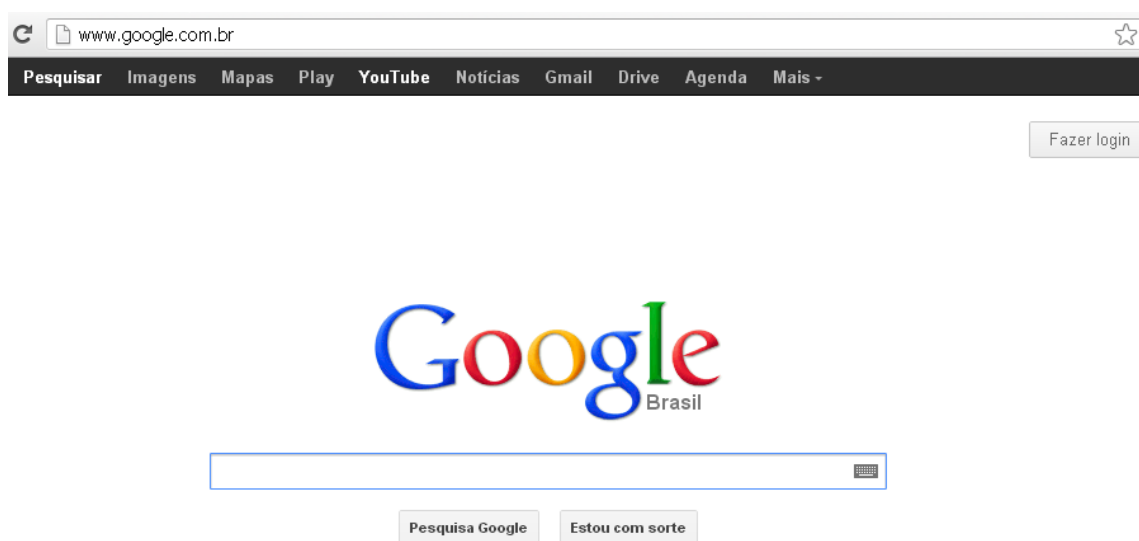 www.google.com.br
Pesquisar Imagens Mapas Play YouTube Notícias Gmail Drive Agenda Mais
Fazer login
Google
Brasil
Pesquisa Google Estou com sorte